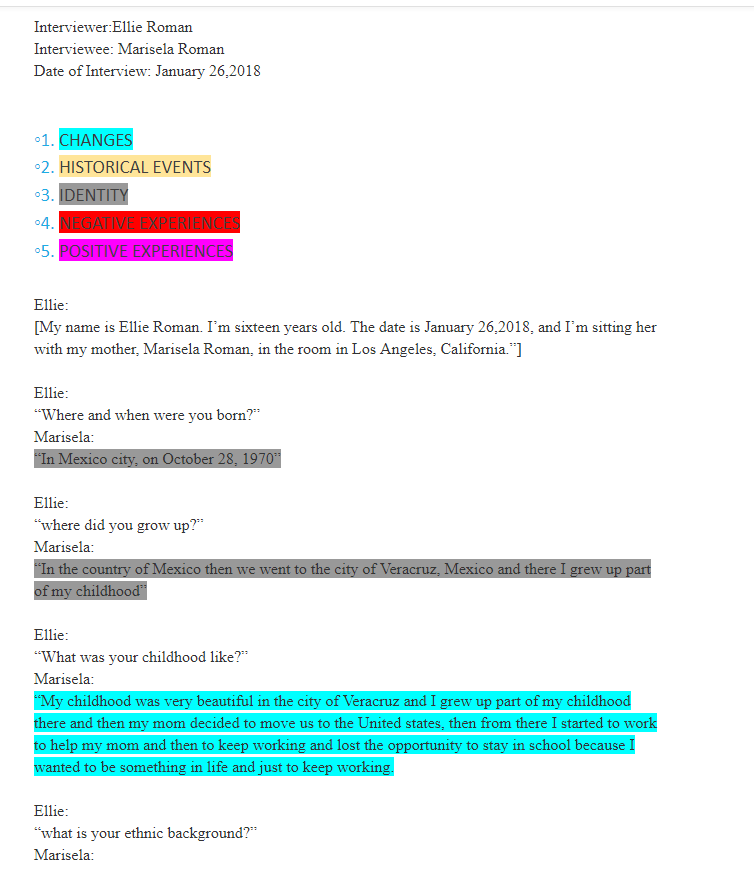 Interviewer:Ellie Roman
Interviewee: Marisela Roman
Date of Interview: January 26,2018
◦1. CHANGES
◦2. HISTORICAL EVENTS
◦3. IDENTITY
◦4. NEGATIVE EXPERIENCES
◦5. POSITIVE EXPERIENCES
Ellie:
[My name is Ellie Roman. I’m sixteen years old. The date is January 26,2018, and I’m sitting her
with my mother, Marisela Roman, in the room in Los Angeles, California.”]
Ellie:
“Where and when were you born?”
Marisela:
“In Mexico city, on October 28, 1970”
Ellie:
“where did you grow up?”
Marisela:
“In the country of Mexico then we went to the city of Veracruz, Mexico and there I grew up part
of my childhood”
Ellie:
“What was your childhood like?”
Marisela:
“My childhood was very beautiful in the city of Veracruz and I grew up part of my childhood
there and then my mom decided to move us to the United states, then from there I started to work
to help my mom and then to keep working and lost the opportunity to stay in school because I
wanted to be something in life and just to keep working.
Ellie:
“what is your ethnic background?”
Marisela: